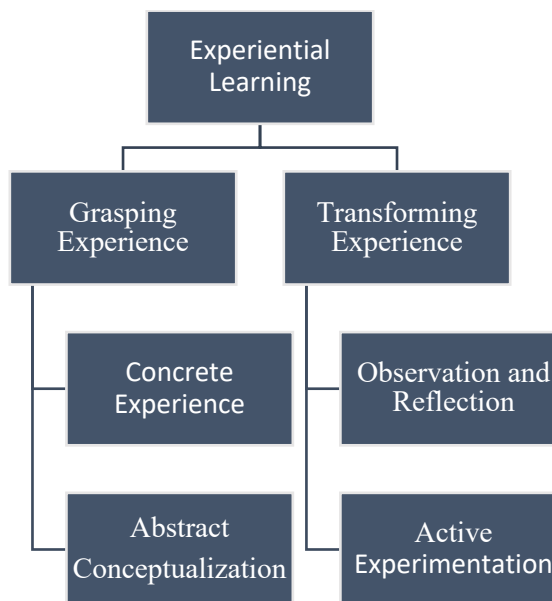 Experiential
Learning
Grasping
Experience
Transforming
Experience
Concrete
Experience
Observation and
Reflection
Abstract
Conceptualization
Active
Experimentation